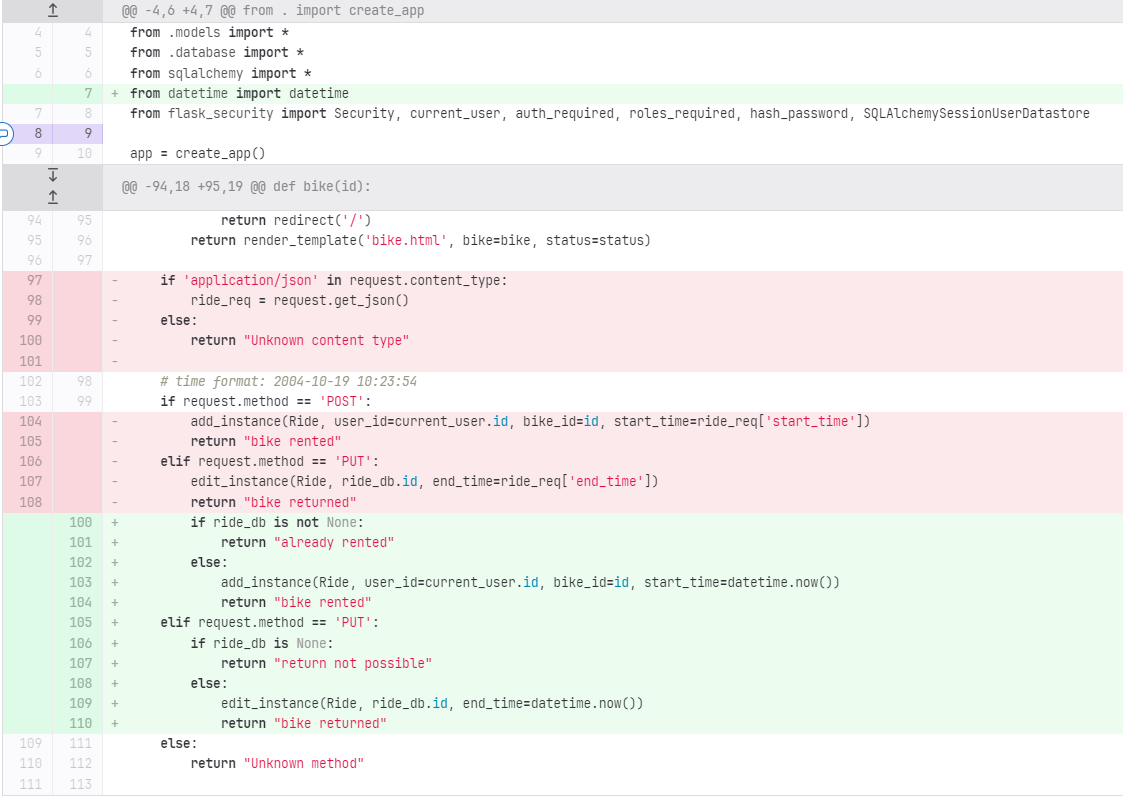 @@ -4,6 +4,7 @@ from . import create_app
4 4 from .models import *
5 5 from .database import *
6 6 from sqlalchemy import *
7 + from datetime import datetime
7 8 from flask_security import Security, current_user, auth_required, roles_required, hash_password, SQLAlchemySessionUserDatastore
8 9
9 10 app = create_app()
@@ -94,18 +95,19 @@ def bike(id):
94 95             return redirect('/')
95 96         return render_template('bike.html', bike=bike, status=status)
96 97
97 -     if 'application/json' in request.content_type:
98 -         ride_req = request.get_json()
99 -     else:
100 -         return "Unknown content type"
101 -
102 98     # time format: 2004-10-19 10:23:54
103 99     if request.method == 'POST':
104 -         add_instance(Ride, user_id=current_user.id, bike_id=id, start_time=ride_req['start_time'])
105 -         return "bike rented"
106 -     elif request.method == 'PUT':
107 -         edit_instance(Ride, ride_db.id, end_time=ride_req['end_time'])
108 -         return "bike returned"
100 +         if ride_db is not None:
101 +             return "already rented"
102 +         else:
103 +             add_instance(Ride, user_id=current_user.id, bike_id=id, start_time=datetime.now())
104 +             return "bike rented"
105 +     elif request.method == 'PUT':
106 +         if ride_db is None:
107 +             return "return not possible"
108 +         else:
109 +             edit_instance(Ride, ride_db.id, end_time=datetime.now())
110 +             return "bike returned"
109 111     else:
110 112         return "Unknown method"
111 113